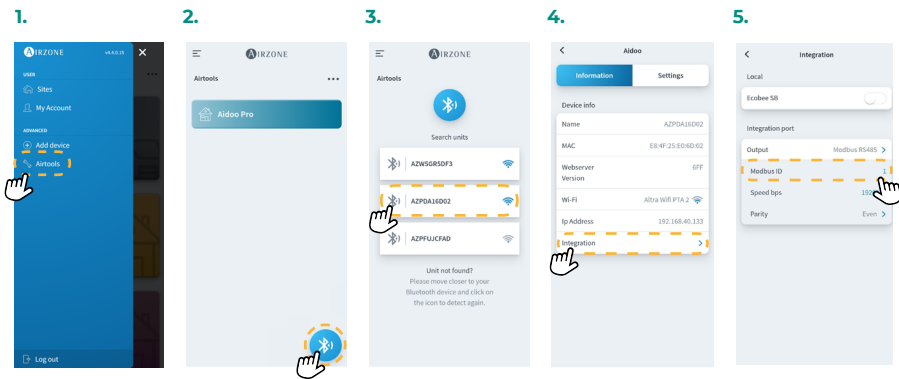 1.
AIRZONE v4.4.0.15 X
USER
Sites
My Account
ADVANCED
Add device
Airtools
Log out
2.
AIRZONE
Airtools
Aidoo Pro
3.
AIRZONE
Airtools
Search units
AZWSGR5DF3
AZPDA16D02
AZPFUJCFAD
Unit not found?
Please move closer to your
Bluetooth device and click on
the icon to detect again.
4.
Aidoo
Information Settings
Device info
Name AZPDA16D02
MAC E8:4F:25:E0:6D:02
Webserver 6FF
Version
Wi-Fi Altra Wifi PTA 2
Ip Address 192.168.40.133
Integration
5.
Integration
Local
Ecobee SB
Integration port
Output Modbus RS485
Modbus ID 1
Speed bps
Parity Even